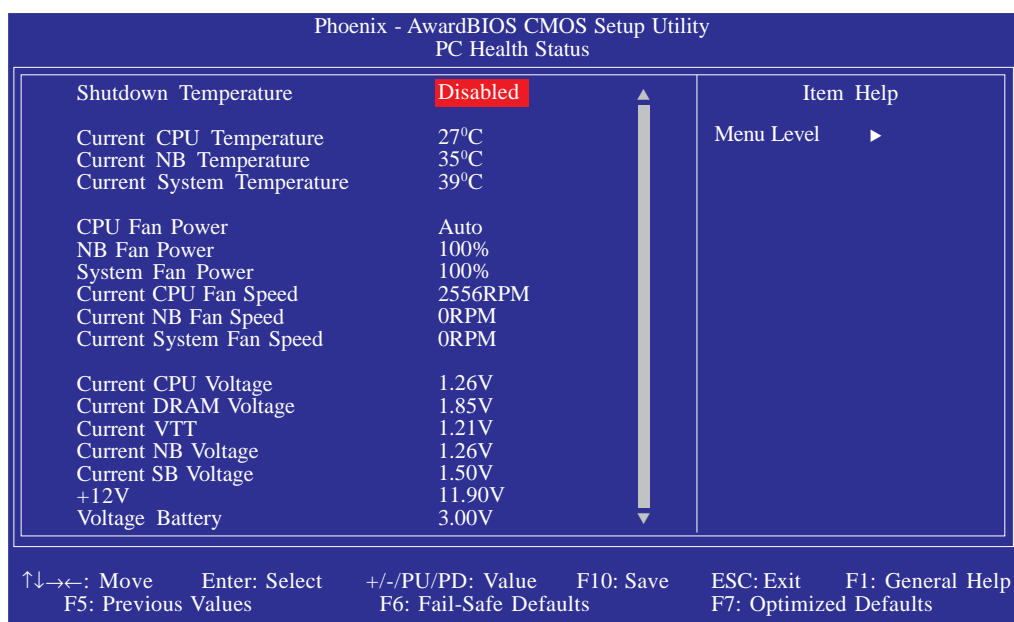 Phoenix - AwardBIOS CMOS Setup Utility
PC Health Status
Shutdown Temperature Disabled
Current CPU Temperature 27⁰C
Current NB Temperature 35⁰C
Current System Temperature 39⁰C
CPU Fan Power Auto
NB Fan Power 100%
System Fan Power 100%
Current CPU Fan Speed 2556RPM
Current NB Fan Speed 0RPM
Current System Fan Speed 0RPM
Current CPU Voltage 1.26V
Current DRAM Voltage 1.85V
Current VTT 1.21V
Current NB Voltage 1.26V
Current SB Voltage 1.50V
+12V 11.90V
Voltage Battery 3.00V
Item Help
Menu Level ►
↑↓→←: Move Enter: Select +/-/PU/PD: Value F10: Save ESC: Exit F1: General Help
F5: Previous Values F6: Fail-Safe Defaults F7: Optimized Defaults